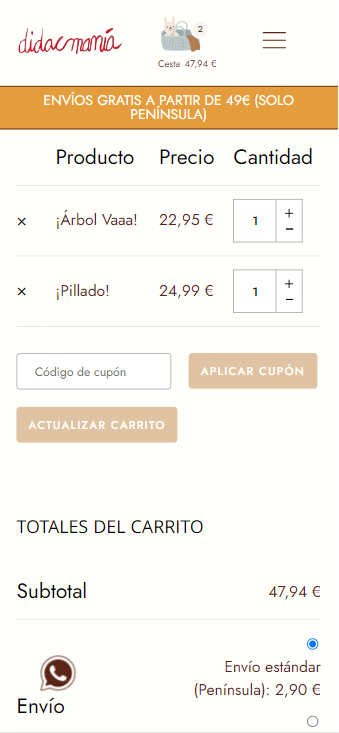 didacmanía
2
Cesta 47,94 €
ENVÍOS GRATIS A PARTIR DE 49€ (SOLO
PENÍNSULA)
Producto Precio Cantidad
× ¡Árbol Vaaa! 22,95 € 1 + −
× ¡Pillado! 24,99 € 1 + −
Código de cupón APLICAR CUPÓN
ACTUALIZAR CARRITO
TOTALES DEL CARRITO
Subtotal 47,94 €
Envío estándar
(Península): 2,90 €
Envío